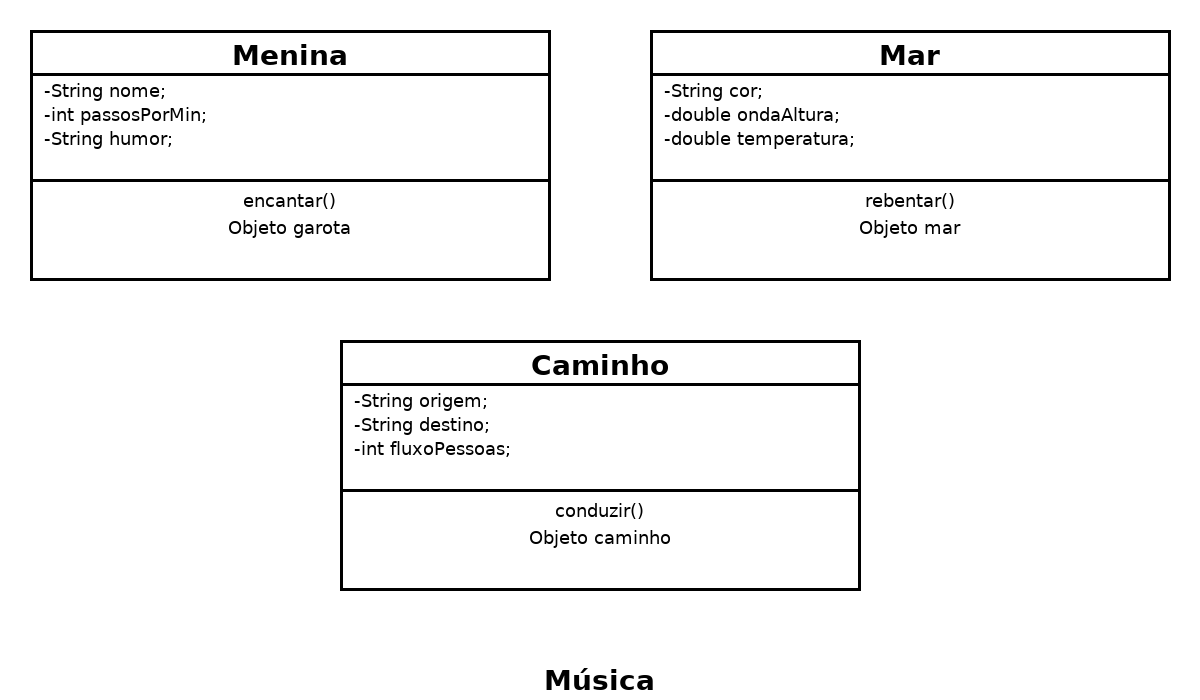 Menina
-String nome;
-int passosPorMin;
-String humor;
encantar()
Objeto garota
Mar
-String cor;
-double ondaAltura;
-double temperatura;
rebentar()
Objeto mar
Caminho
-String origem;
-String destino;
-int fluxoPessoas;
conduzir()
Objeto caminho
Música